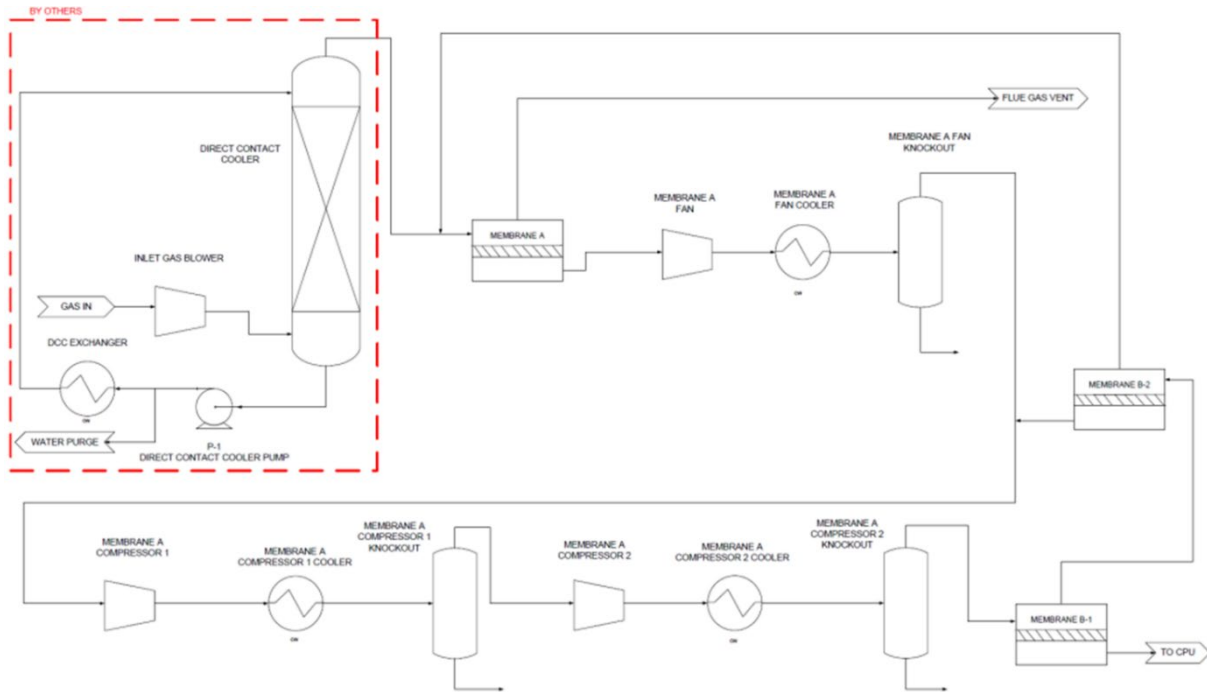 BY OTHERS
DIRECT CONTACT
COOLER
INLET GAS BLOWER
GAS IN
DCC EXCHANGER
CW
WATER PURGE
P-1
DIRECT CONTACT COOLER PUMP
FLUE GAS VENT
MEMBRANE A
MEMBRANE A
FAN
MEMBRANE A
FAN COOLER
CW
MEMBRANE A FAN
KNOCKOUT
MEMBRANE B-2
MEMBRANE A
COMPRESSOR 1
MEMBRANE A
COMPRESSOR 1 COOLER
CW
MEMBRANE A
COMPRESSOR 1
KNOCKOUT
MEMBRANE A
COMPRESSOR 2
MEMBRANE A
COMPRESSOR 2 COOLER
CW
MEMBRANE A
COMPRESSOR 2
KNOCKOUT
MEMBRANE B-1
TO CPU